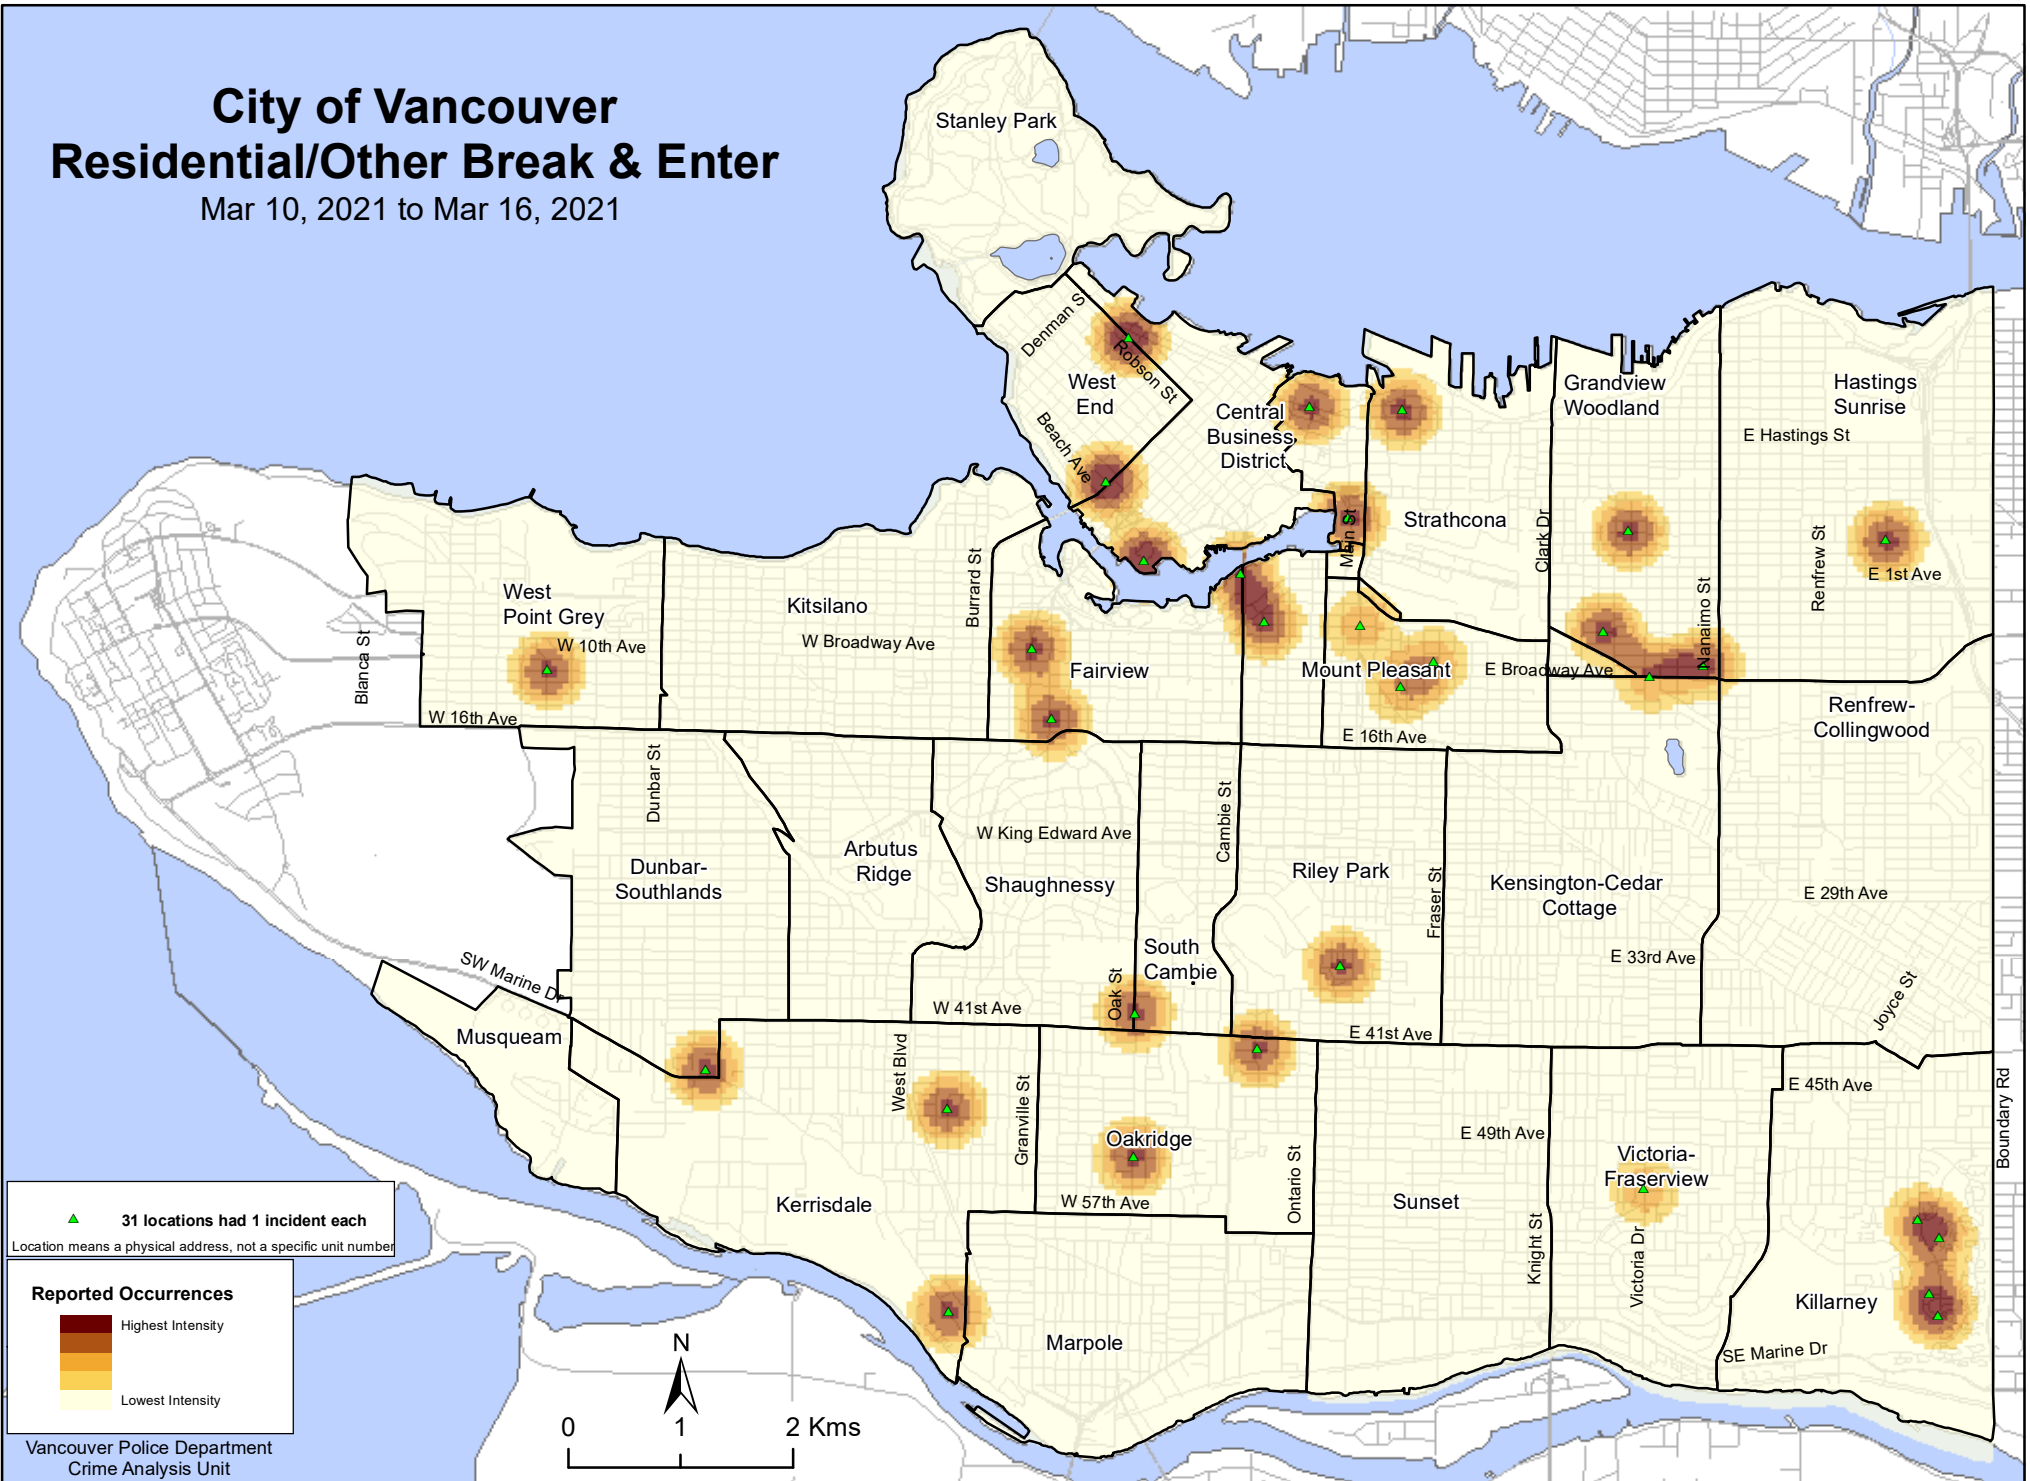 City of Vancouver
Residential/Other Break & Enter
Mar 10, 2021 to Mar 16, 2021
Stanley Park
Denman S
Robson St
West
End
Beach Ave
Central
Business
District
Grandview
Woodland
Hastings
Sunrise
E Hastings St
Strathcona
Main St
Clark Dr
Nanaimo St
Renfrew St
E 1st Ave
West
Point Grey
W 10th Ave
Blanca St
W 16th Ave
Kitsilano
W Broadway Ave
Burrard St
Fairview
Mount Pleasant
E Broadway Ave
E 16th Ave
Renfrew-
Collingwood
Dunbar St
Dunbar-
Southlands
Arbutus
Ridge
W King Edward Ave
Shaughnessy
Cambie St
Riley Park
Fraser St
Kensington-Cedar
Cottage
E 29th Ave
E 33rd Ave
South
Cambie
Oak St
W 41st Ave
E 41st Ave
Joyce St
SW Marine Dr
Musqueam
West Blvd
Granville St
Oakridge
W 57th Ave
Ontario St
E 49th Ave
E 45th Ave
Boundary Rd
Kerrisdale
Sunset
Knight St
Victoria-
Fraserview
Victoria Dr
Killarney
SE Marine Dr
Marpole
31 locations had 1 incident each
Location means a physical address, not a specific unit number
Reported Occurrences
Highest Intensity
Lowest Intensity
Vancouver Police Department
Crime Analysis Unit
N
0 1 2 Kms